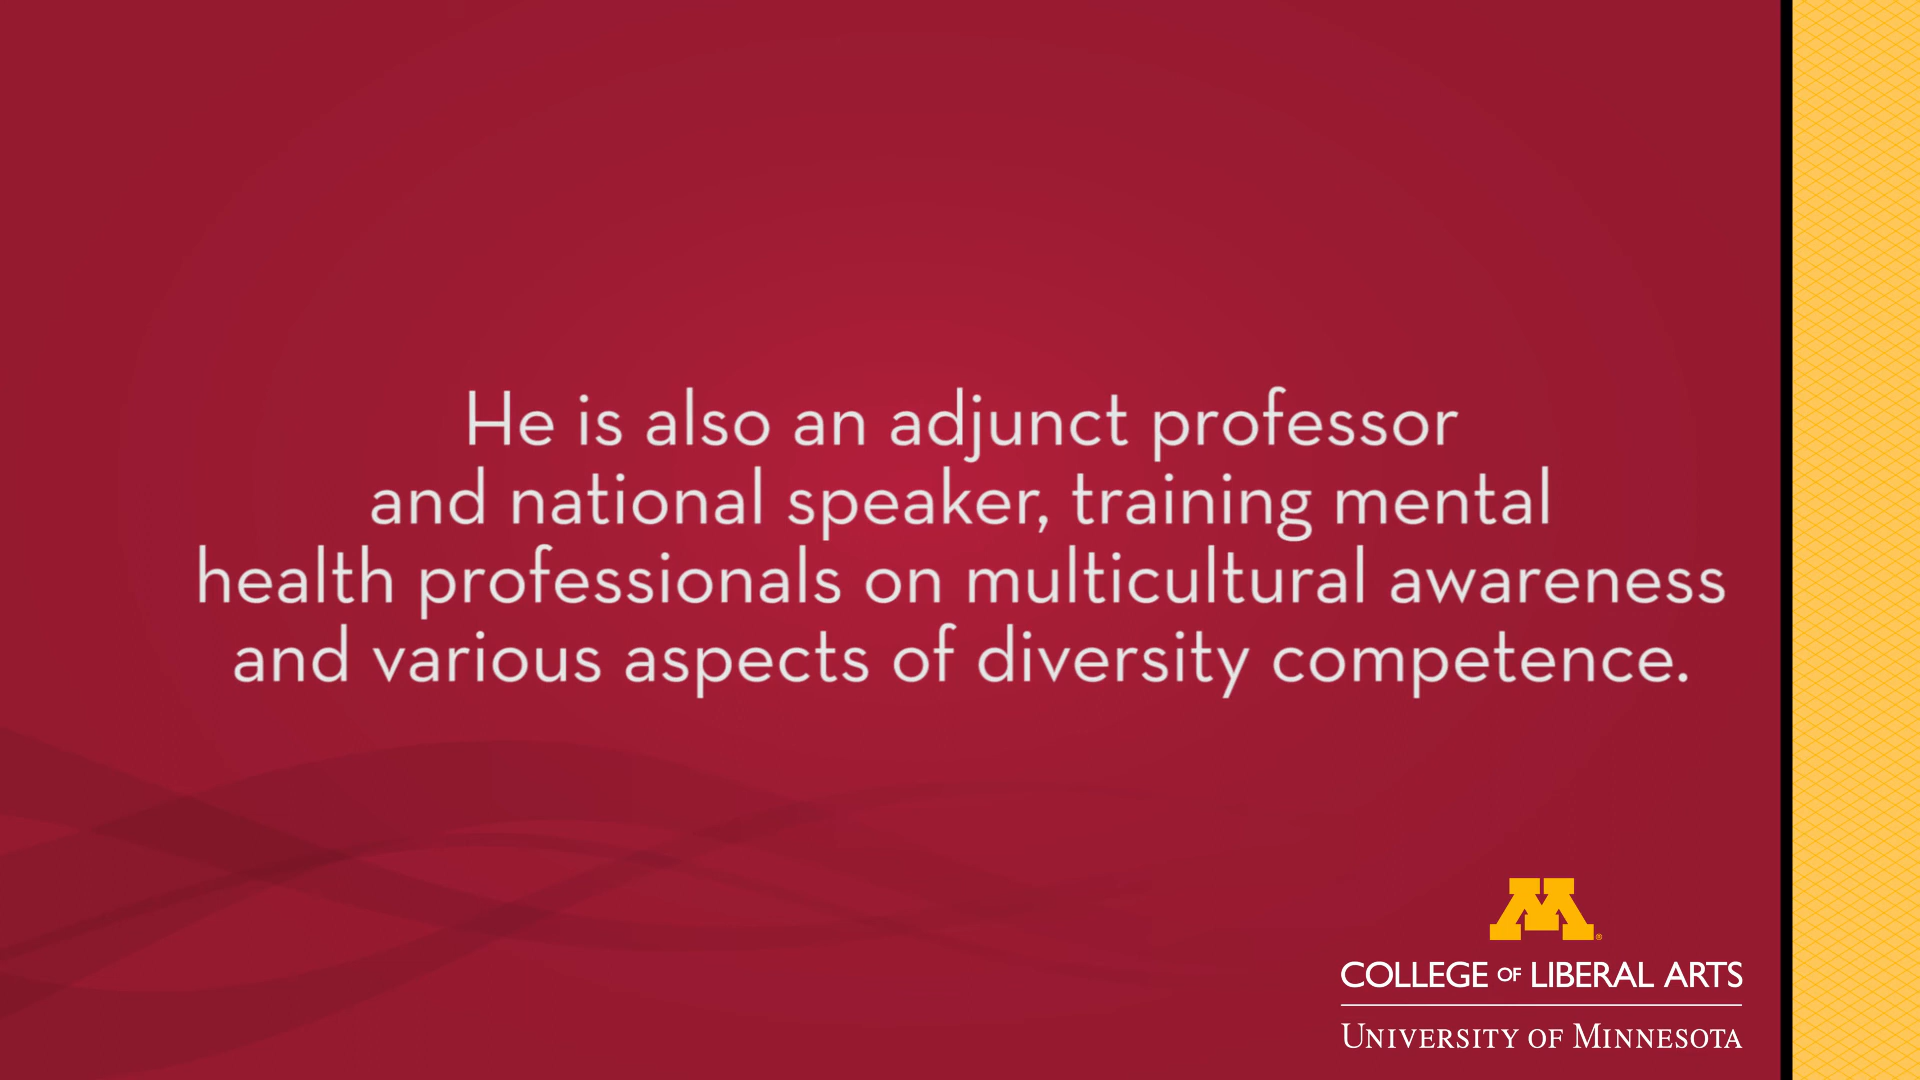 He is also an adjunct professor
and national speaker, training mental
health professionals on multicultural awareness
and various aspects of diversity competence.
M®
COLLEGE OF LIBERAL ARTS
UNIVERSITY OF MINNESOTA